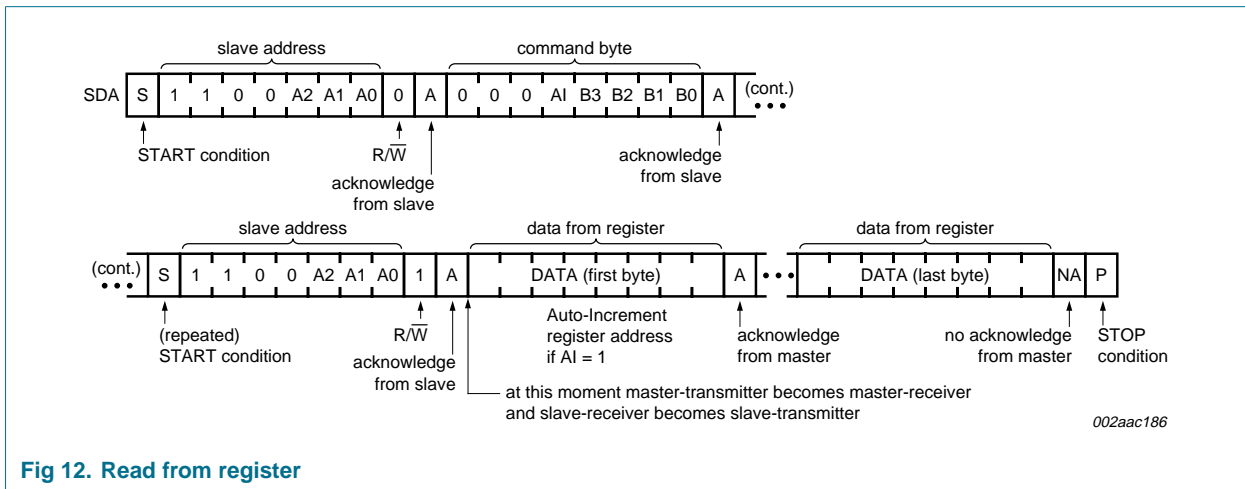 slave address command byte
SDA S 1 1 0 0 A2 A1 A0 0 A 0 0 0 AI B3 B2 B1 B0 A (cont.)
START condition R/W̅ acknowledge
acknowledge from slave
from slave
slave address data from register data from register
(cont.) S 1 1 0 0 A2 A1 A0 1 A DATA (first byte) A DATA (last byte) NA P
(repeated)
START condition
R/W̅
acknowledge
from slave
Auto-Increment
register address
if AI = 1
acknowledge
from master
no acknowledge
from master
STOP
condition
at this moment master-transmitter becomes master-receiver
and slave-receiver becomes slave-transmitter
002aac186
Fig 12. Read from register